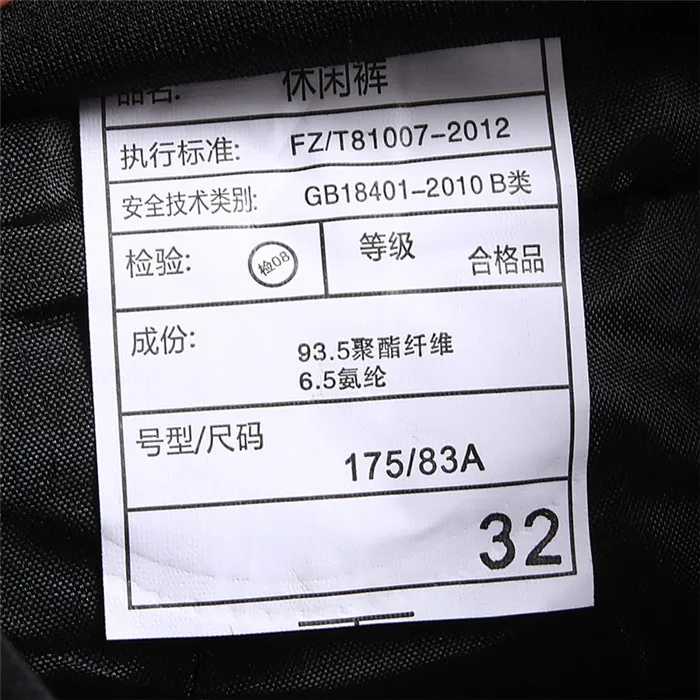 品名: 休闲裤
执行标准: FZ/T81007-2012
安全技术类别: GB18401-2010 B类
检验: 检08 等级 合格品
成份: 93.5聚酯纤维
6.5氨纶
号型/尺码 175/83A
32